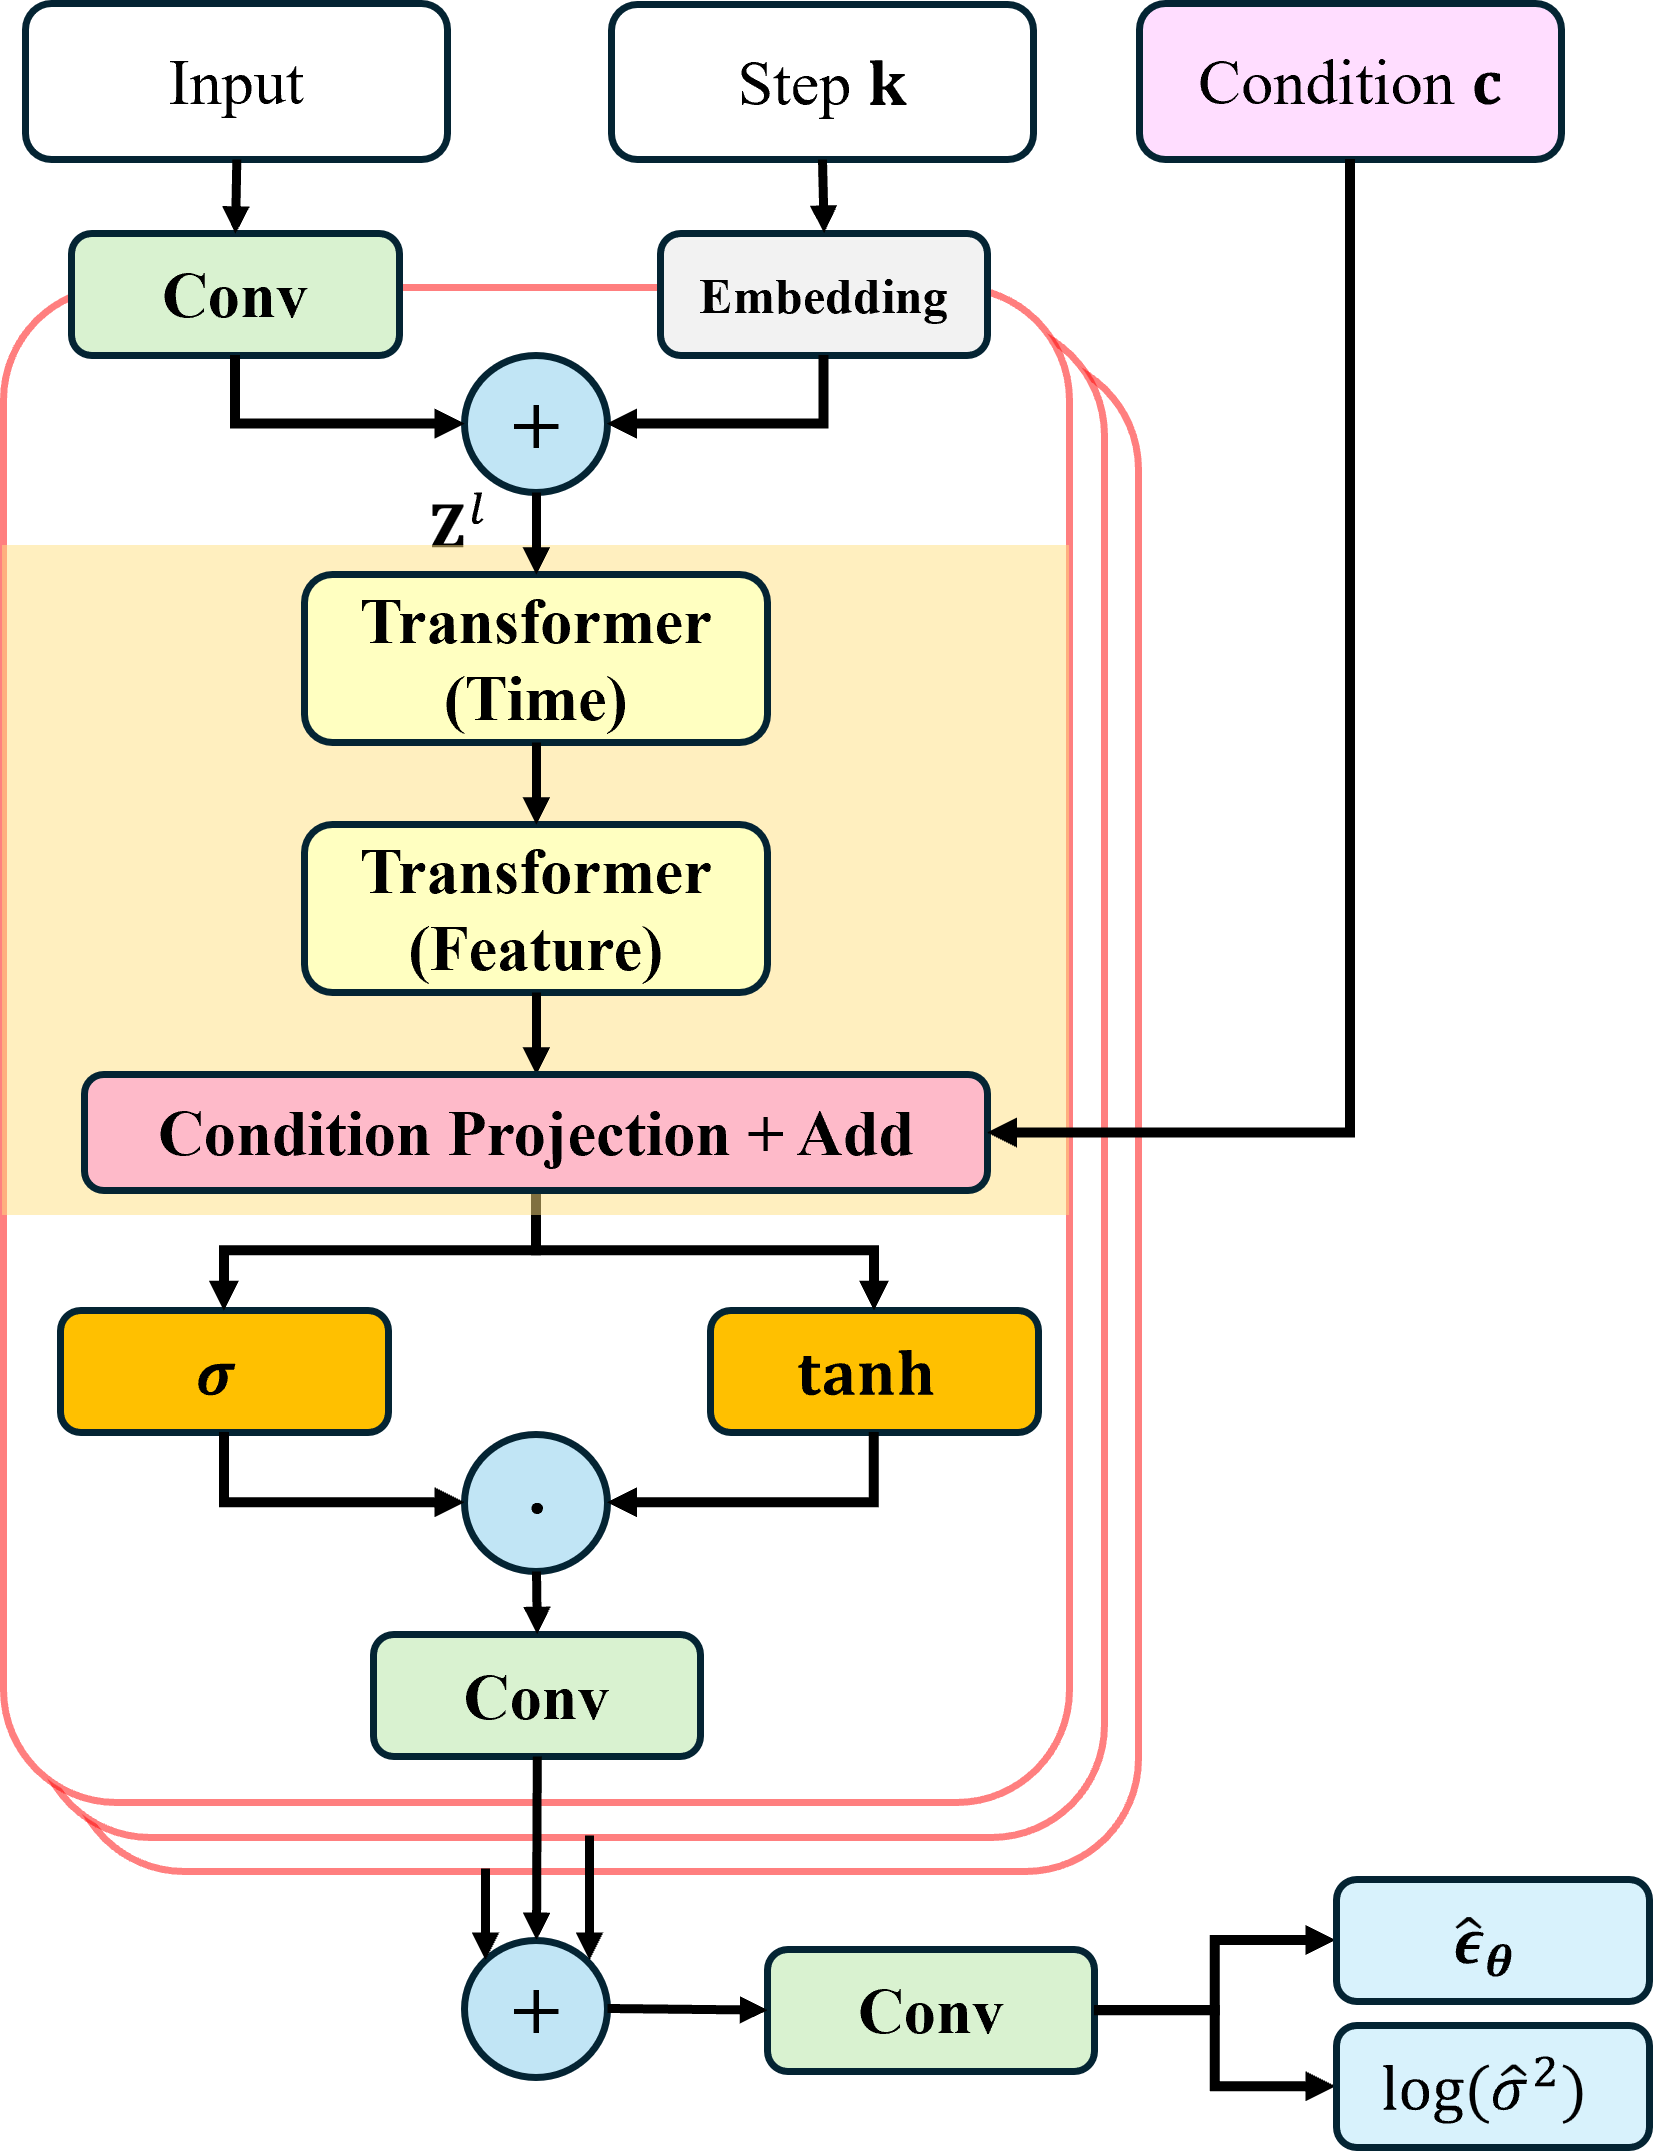 Input
Step k
Condition c
Conv
Embedding
+
Z^l
Transformer
(Time)
Transformer
(Feature)
Condition Projection + Add
σ
tanh
·
Conv
+
Conv
ϵ̂_θ
log(σ̂²)